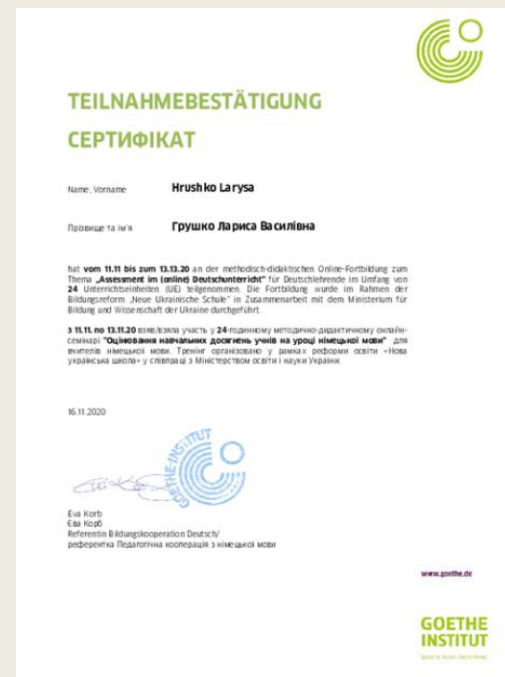 TEILNAHMEBESTÄTIGUNG
СЕРТИФІКАТ
Name, Vorname Hrushko Larysa
Прізвище та ім'я Грушко Лариса Василівна
hat vom 11.11 bis zum 13.13.20 an der methodisch-didaktischen Online-Fortbildung zum
Thema „Assessment im (online) Deutschunterricht" für Deutschlehrende im Umfang von
24 Unterrichtseinheiten (UE) teilgenommen. Die Fortbildung wurde im Rahmen der
Bildungsreform „Neue Ukrainische Schule" in Zusammenarbeit mit dem Ministerium für
Bildung und Wissenschaft der Ukraine durchgeführt.
з 11.11. по 13.11.20 взяв/взяла участь у 24-годинному методично-дидактичному онлайн-
семінарі "Оцінювання навчальних досягнень учнів на уроці німецької мови" для
вчителів німецької мови. Тренінг організовано у рамках реформи освіти «Нова
українська школа» у співпраці з Міністерством освіти і науки України.
16.11.2020
GOETHE-INSTITUT
Eva Korb
Єва Корб
Referentin Bildungskooperation Deutsch/
референтка Педагогічна кооперація з німецької мови
www.goethe.de
GOETHE
INSTITUT